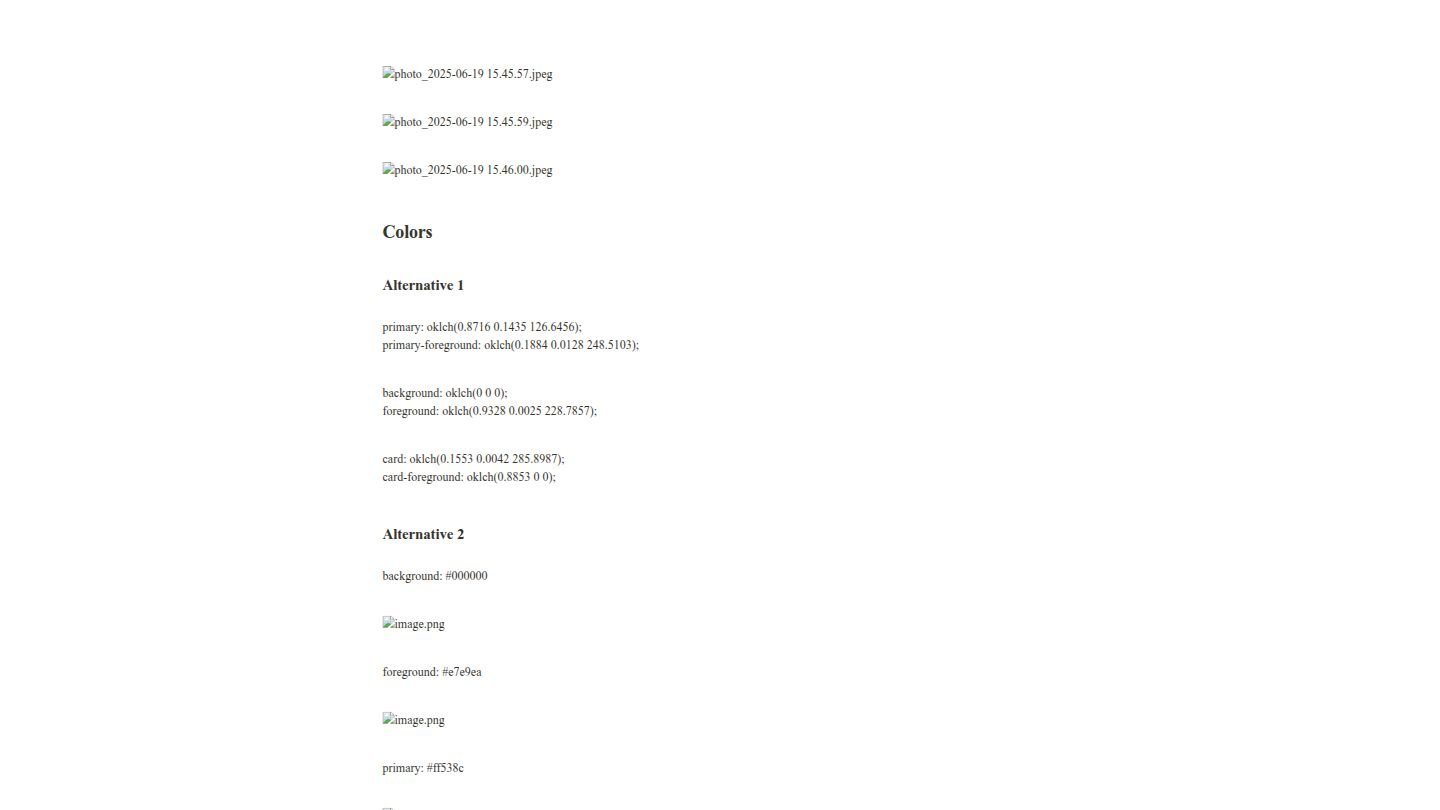 photo_2025-06-19 15.45.57.jpeg
photo_2025-06-19 15.45.59.jpeg
photo_2025-06-19 15.46.00.jpeg
Colors
Alternative 1
primary: oklch(0.8716 0.1435 126.6456);
primary-foreground: oklch(0.1884 0.0128 248.5103);
background: oklch(0 0 0);
foreground: oklch(0.9328 0.0025 228.7857);
card: oklch(0.1553 0.0042 285.8987);
card-foreground: oklch(0.8853 0 0);
Alternative 2
background: #000000
image.png
foreground: #e7e9ea
image.png
primary: #ff538c